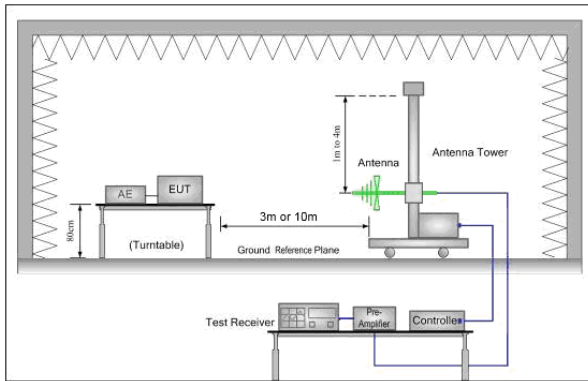 1m to 4m
Antenna
Antenna Tower
AE
EUT
80cm
(Turntable)
3m or 10m
Ground Reference Plane
Test Receiver
Pre-
Amplifier
Controller